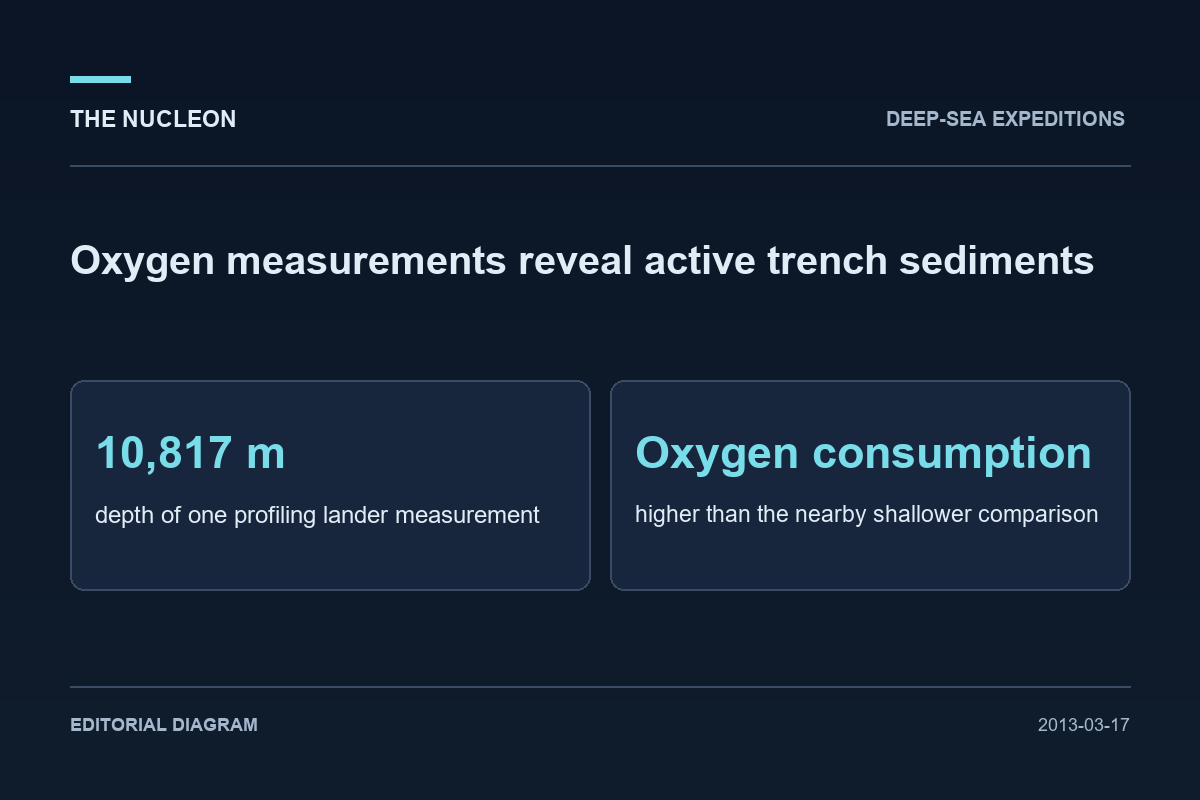 THE NUCLEON
DEEP-SEA EXPEDITIONS
Oxygen measurements reveal active trench sediments
10,817 m
depth of one profiling lander measurement
Oxygen consumption
higher than the nearby shallower comparison
EDITORIAL DIAGRAM
2013-03-17